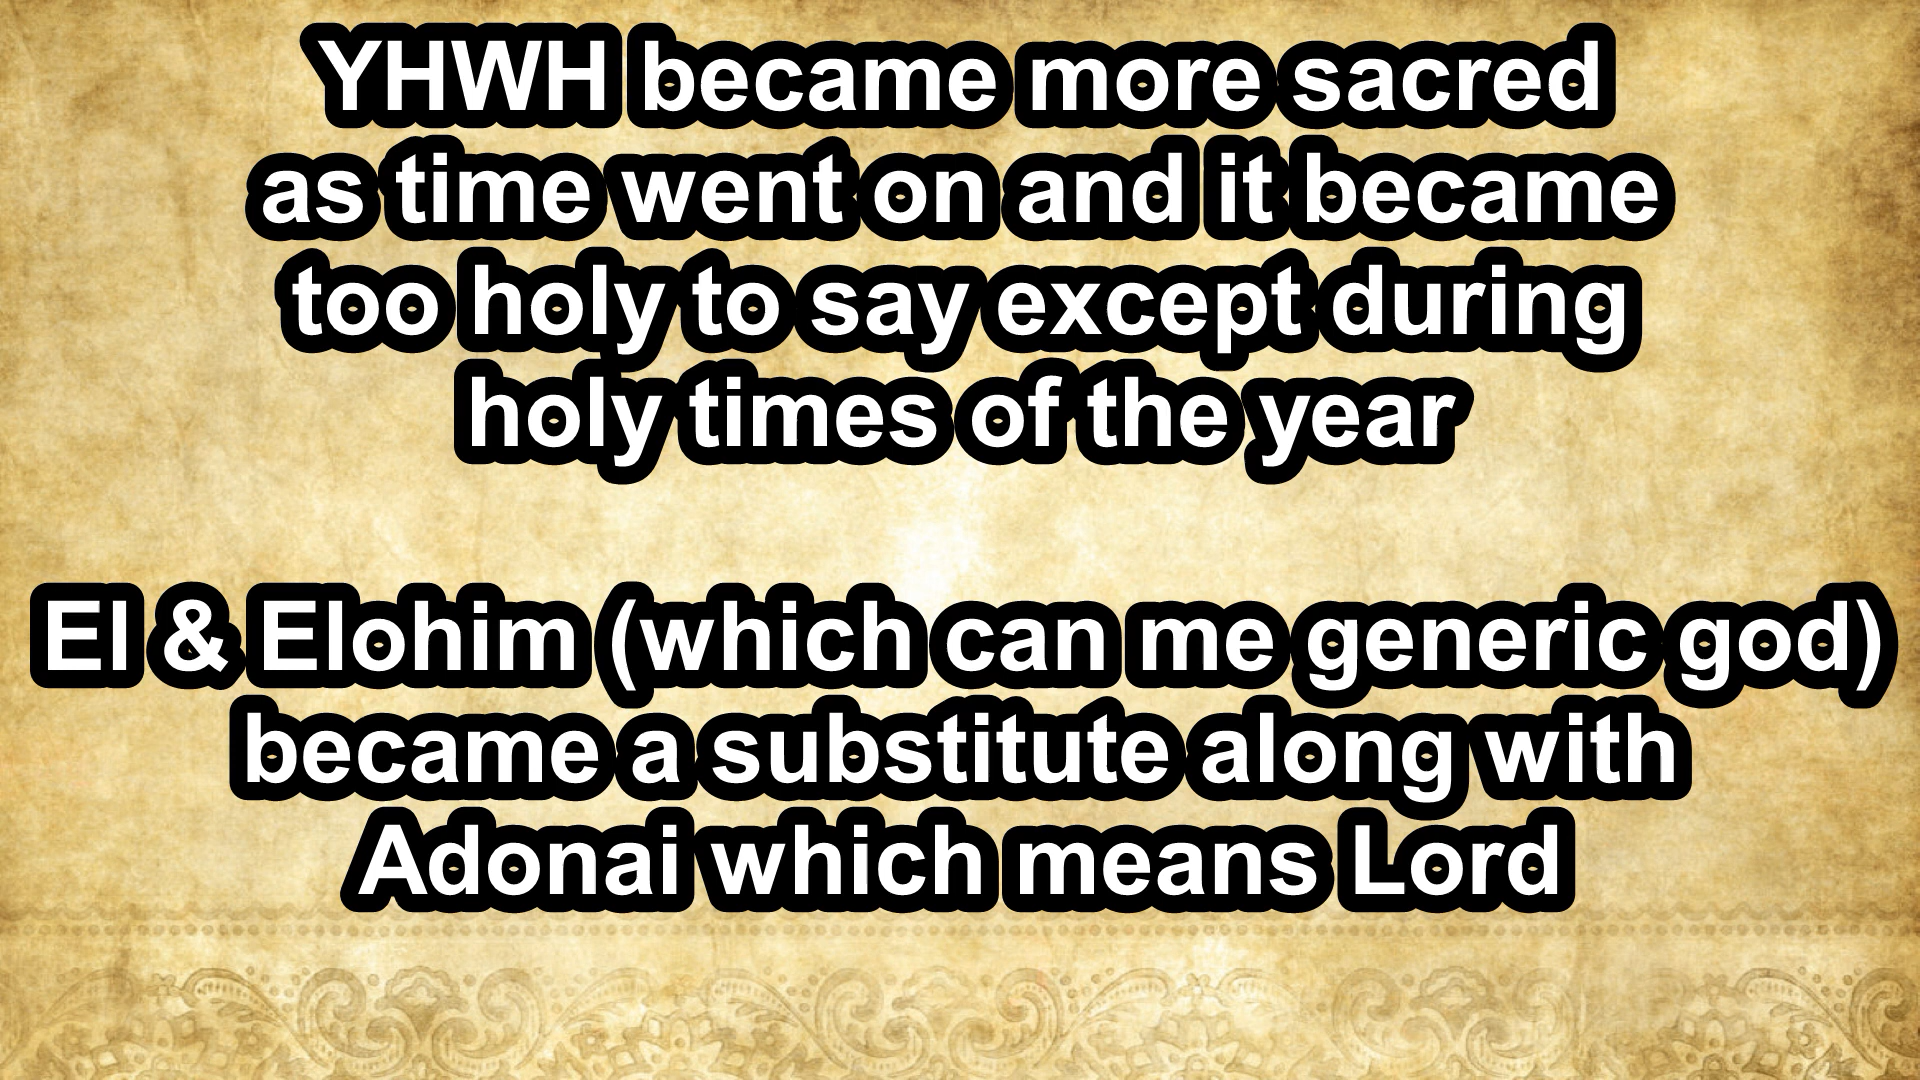 YHWH became more sacred
as time went on and it became
too holy to say except during
holy times of the year
El & Elohim (which can me generic god)
became a substitute along with
Adonai which means Lord